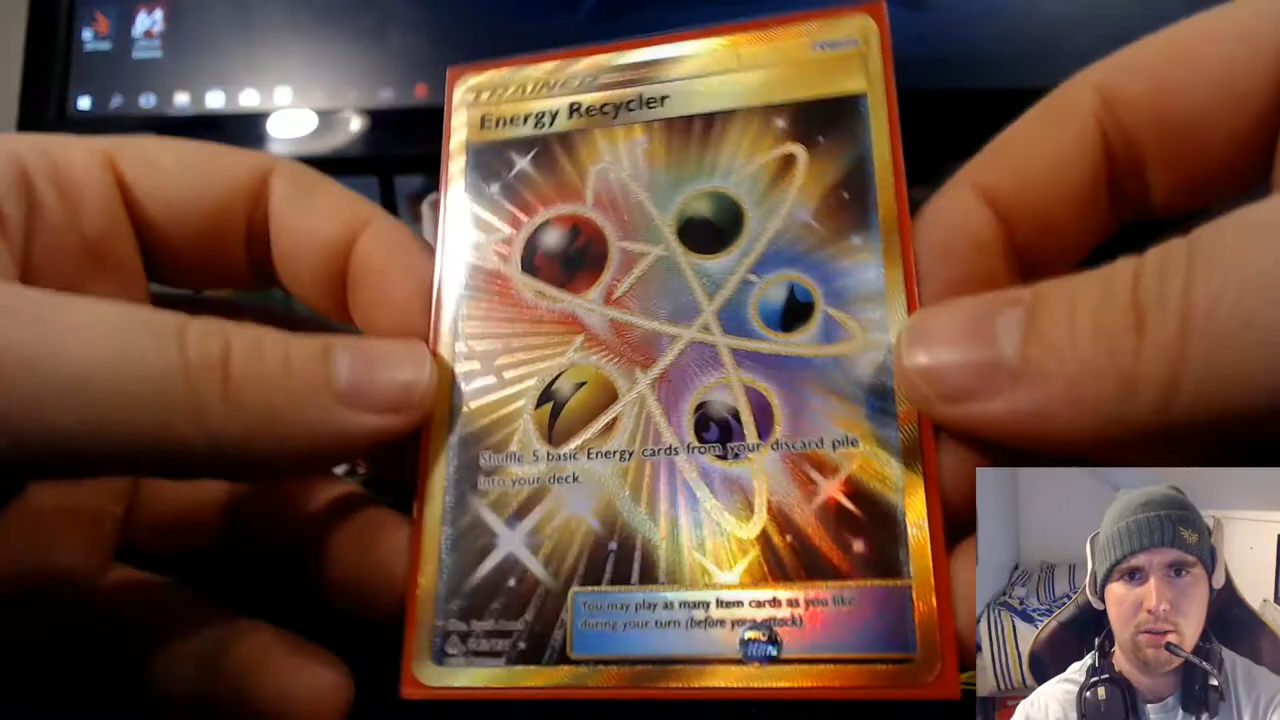 TRAINER
Energy Recycler
Shuffle 5 basic Energy cards from your discard pile
into your deck.
You may play as many Item cards as you like
during your turn (before your attack).
PRO